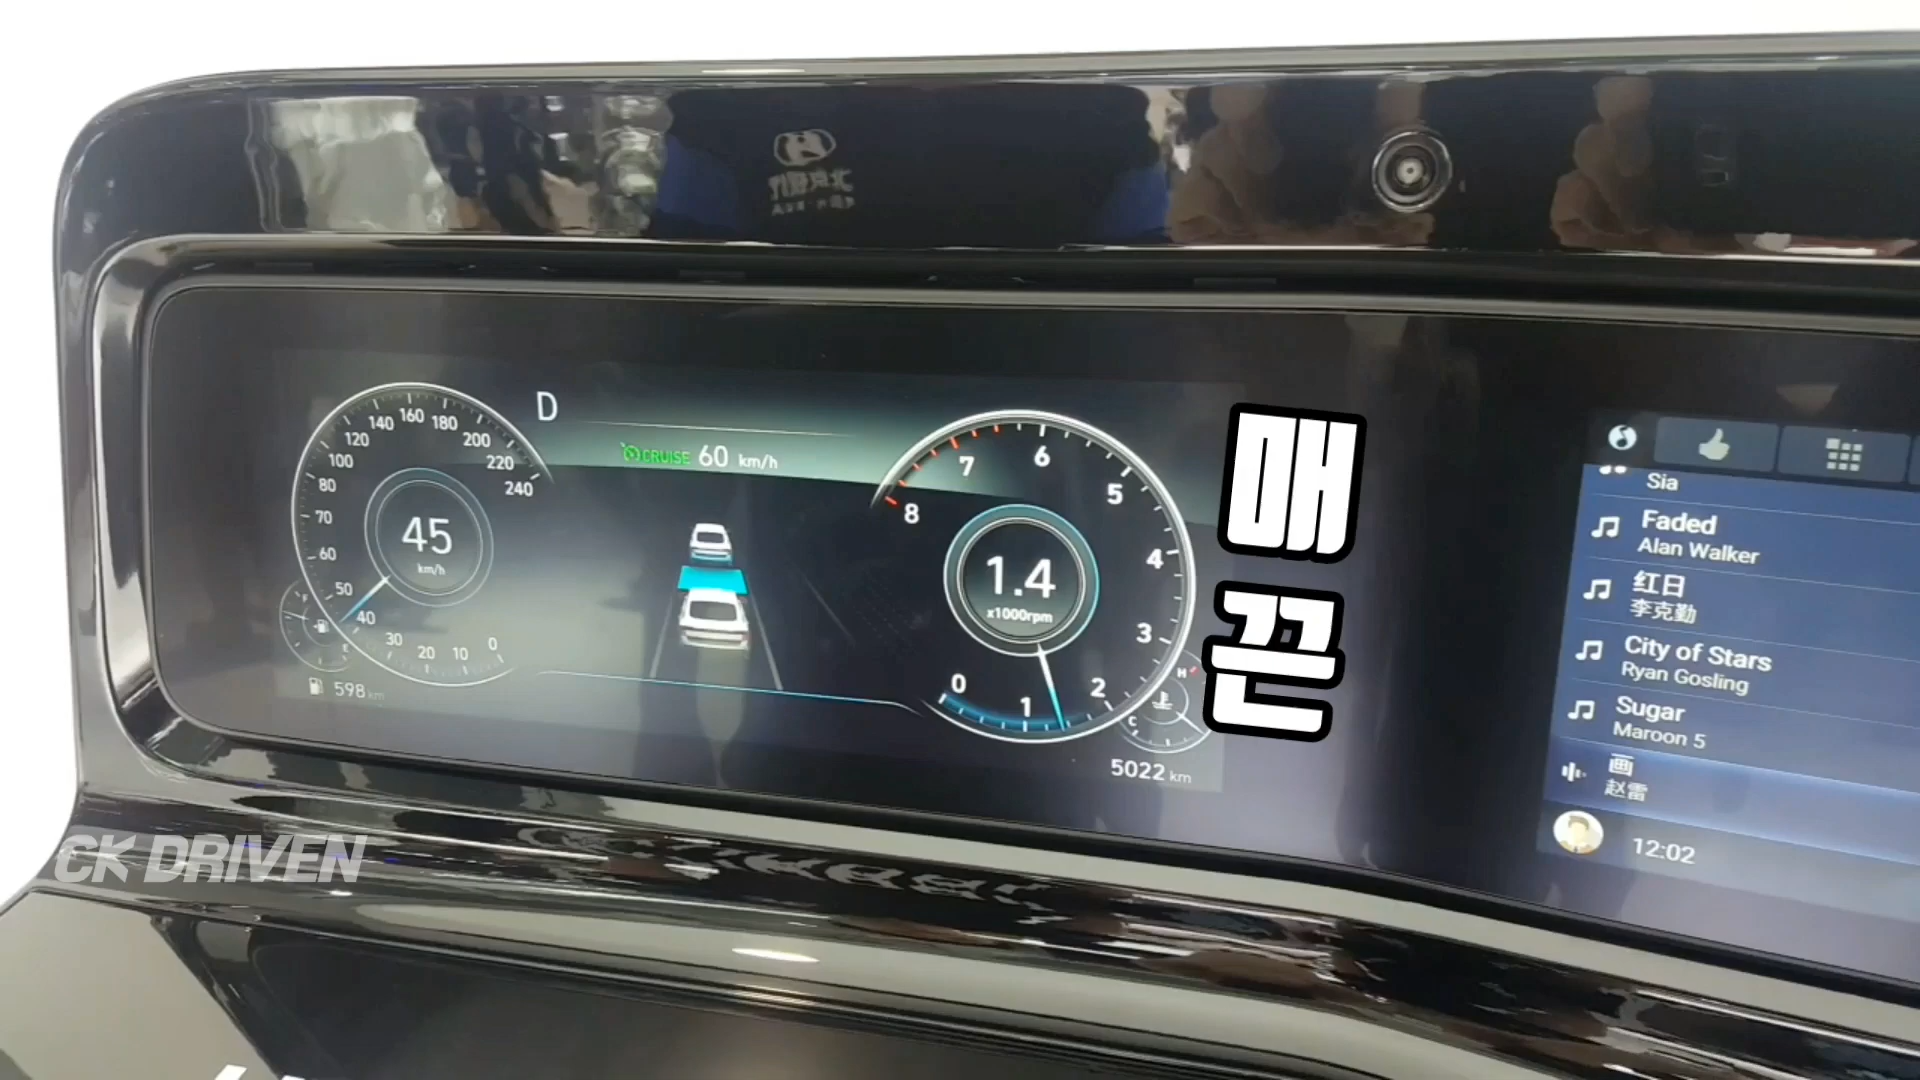 D
CRUISE 60 km/h
0 10 20 30 40 50 60 70 80 100 120 140 160 180 200 220 240
45
km/h
F
E
598 km
0 1 2 3 4 5 6 7 8
1.4
x1000rpm
H
C
5022 km
매
끈
Sia
Faded
Alan Walker
红日
李克勤
City of Stars
Ryan Gosling
Sugar
Maroon 5
画
赵雷
12:02
CK DRIVEN